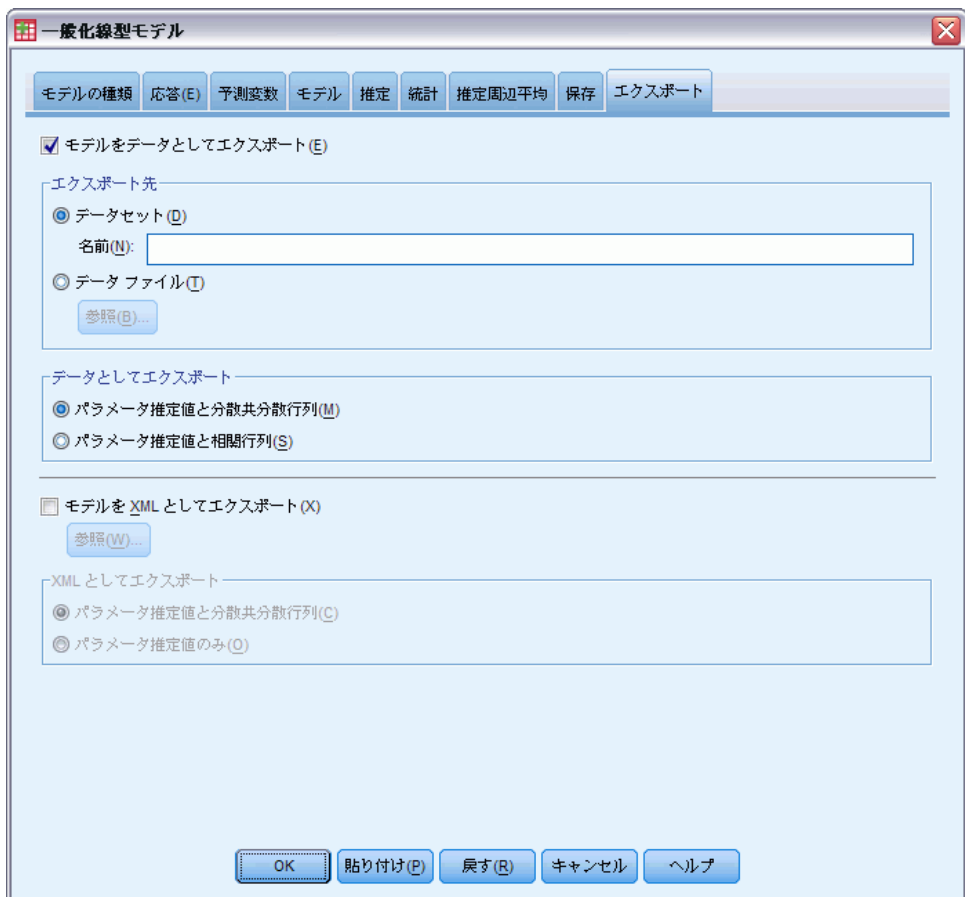 一般化線型モデル
モデルの種類 応答(E) 予測変数 モデル 推定 統計 推定周辺平均 保存 エクスポート
モデルをデータとしてエクスポート(E)
エクスポート先
データセット(D)
名前(N):
データ ファイル(T)
参照(B)...
データとしてエクスポート
パラメータ推定値と分散共分散行列(M)
パラメータ推定値と相関行列(S)
モデルを XML としてエクスポート(X)
参照(W)...
XML としてエクスポート
パラメータ推定値と分散共分散行列(C)
パラメータ推定値のみ(O)
OK 貼り付け(P) 戻す(R) キャンセル ヘルプ